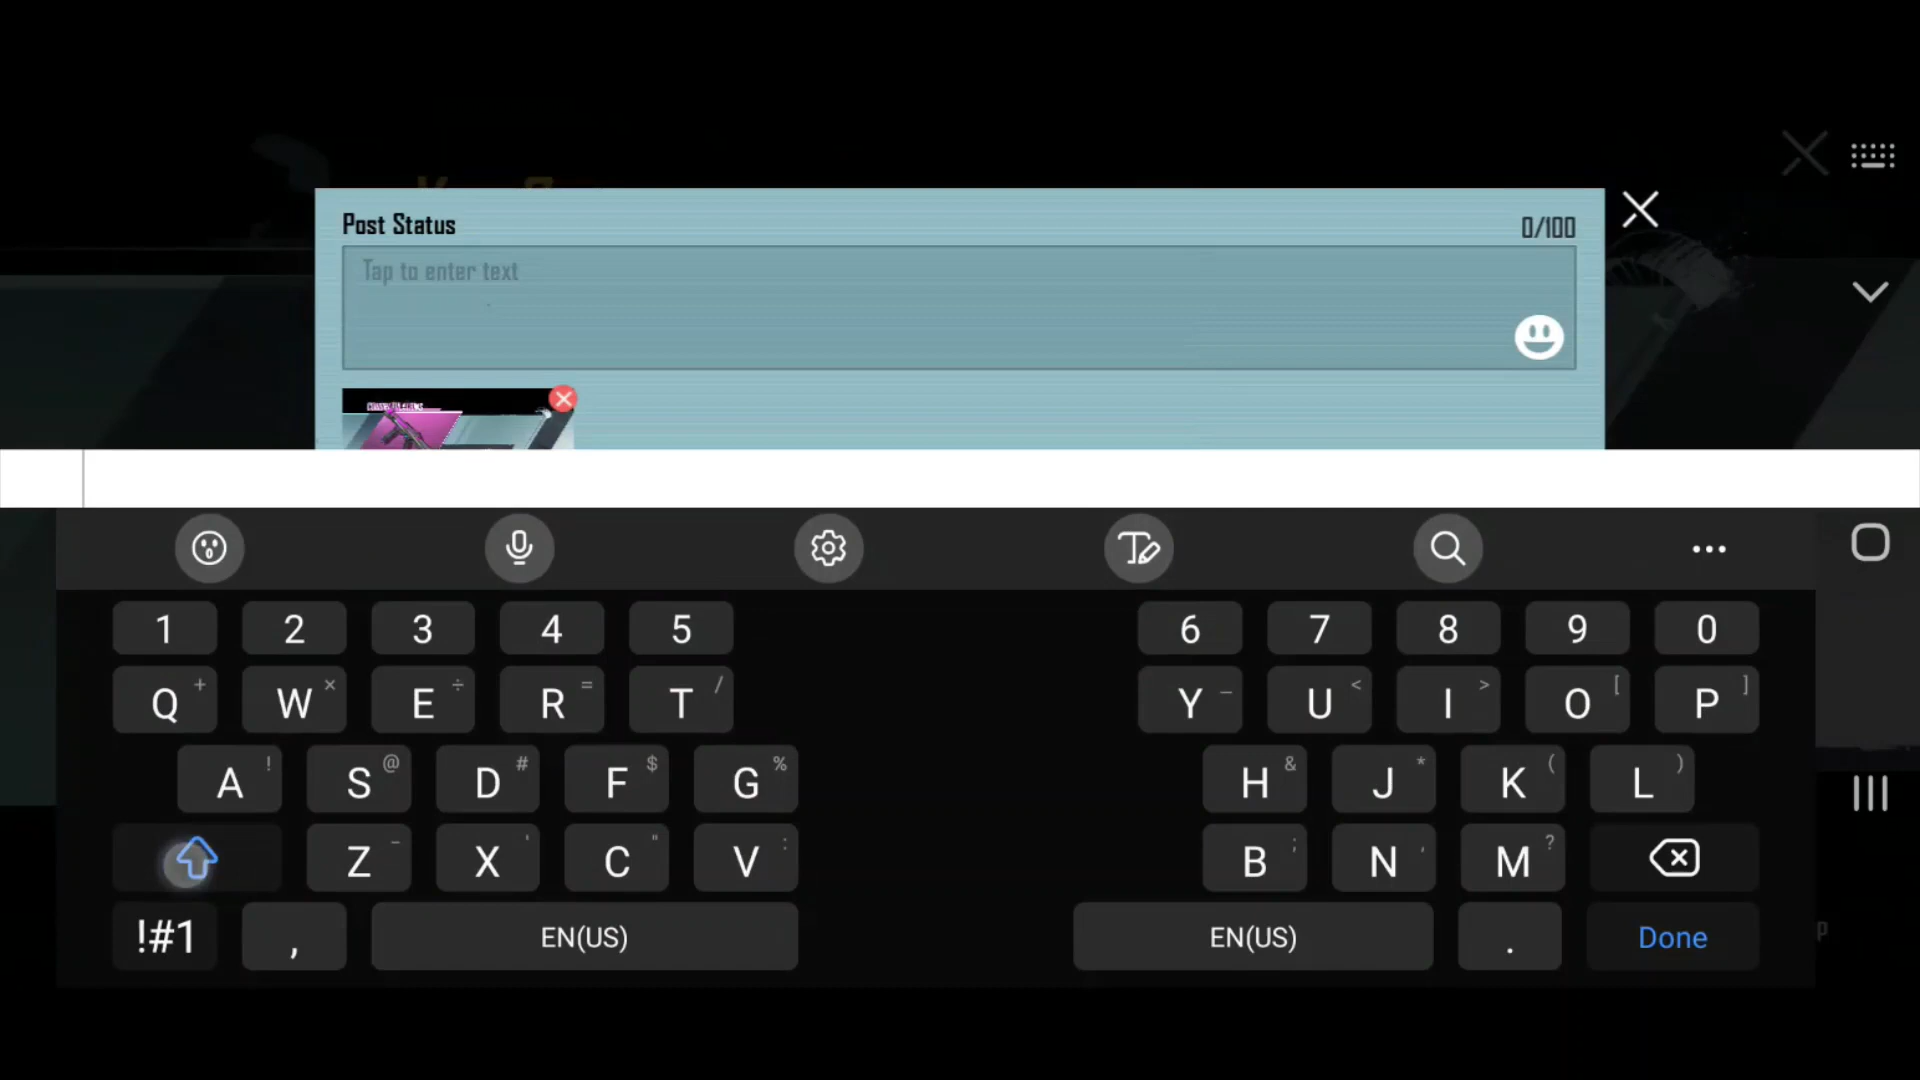 Post Status
0/100
Tap to enter text
1 2 3 4 5 6 7 8 9 0
Q + W × E ÷ R = T / Y _ U < I > O [ P ]
A ! S @ D # F $ G % H & J * K ( L )
Z - X ' C " V : B ; N , M ?
!#1 , EN(US) EN(US) . Done